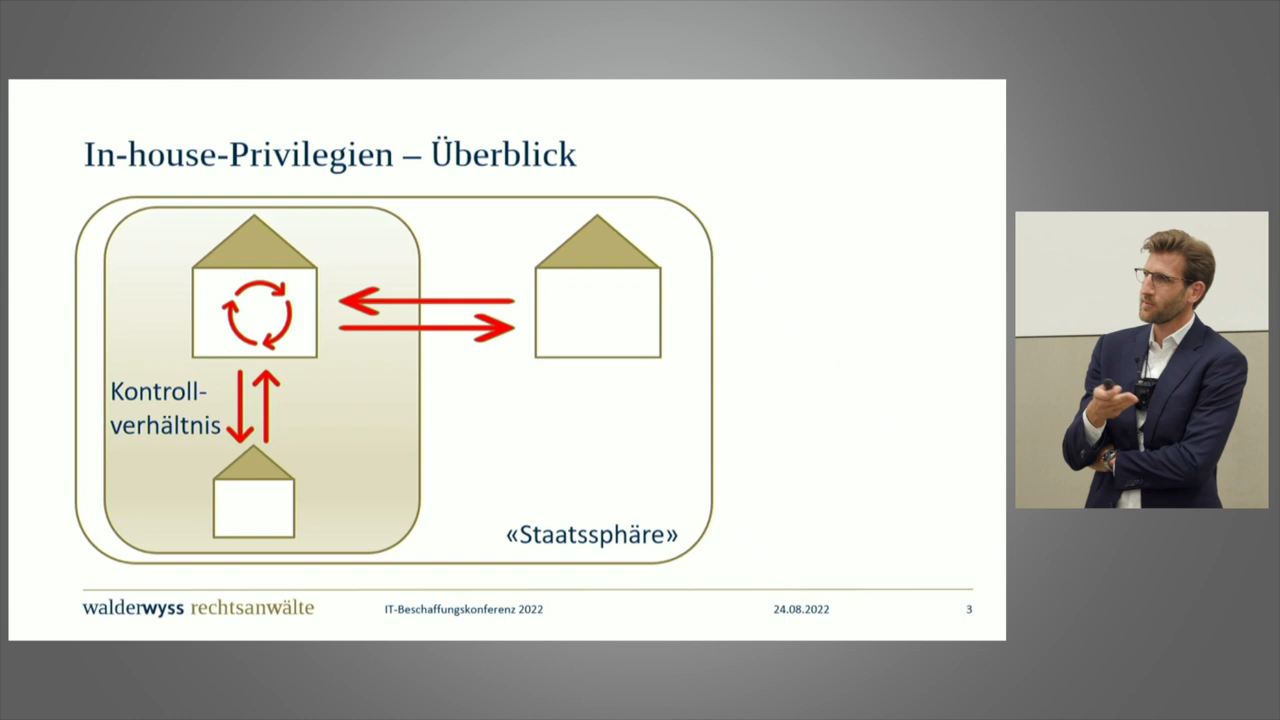 In-house-Privilegien – Überblick
Kontroll-
verhältnis
«Staatssphäre»
walderwyss rechtsanwälte
IT-Beschaffungskonferenz 2022
24.08.2022
3